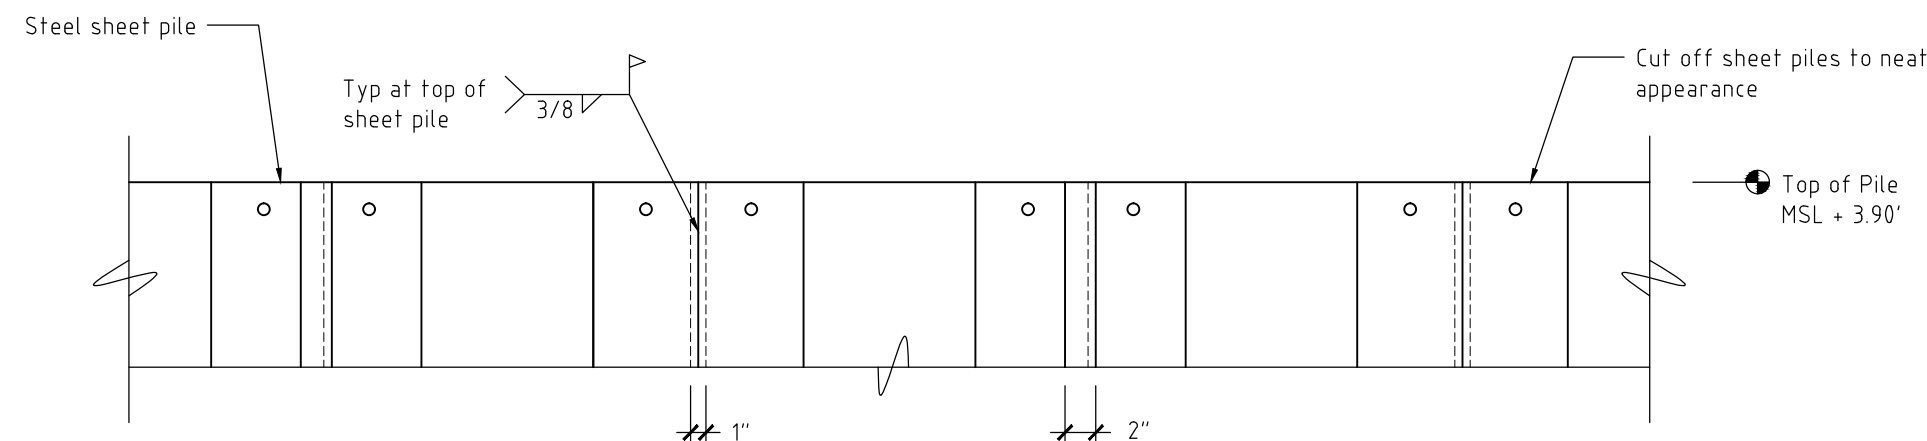 Steel sheet pile
Typ at top of
sheet pile
3/8
Cut off sheet piles to neat
appearance
Top of Pile
MSL + 3.90'
1"
2"